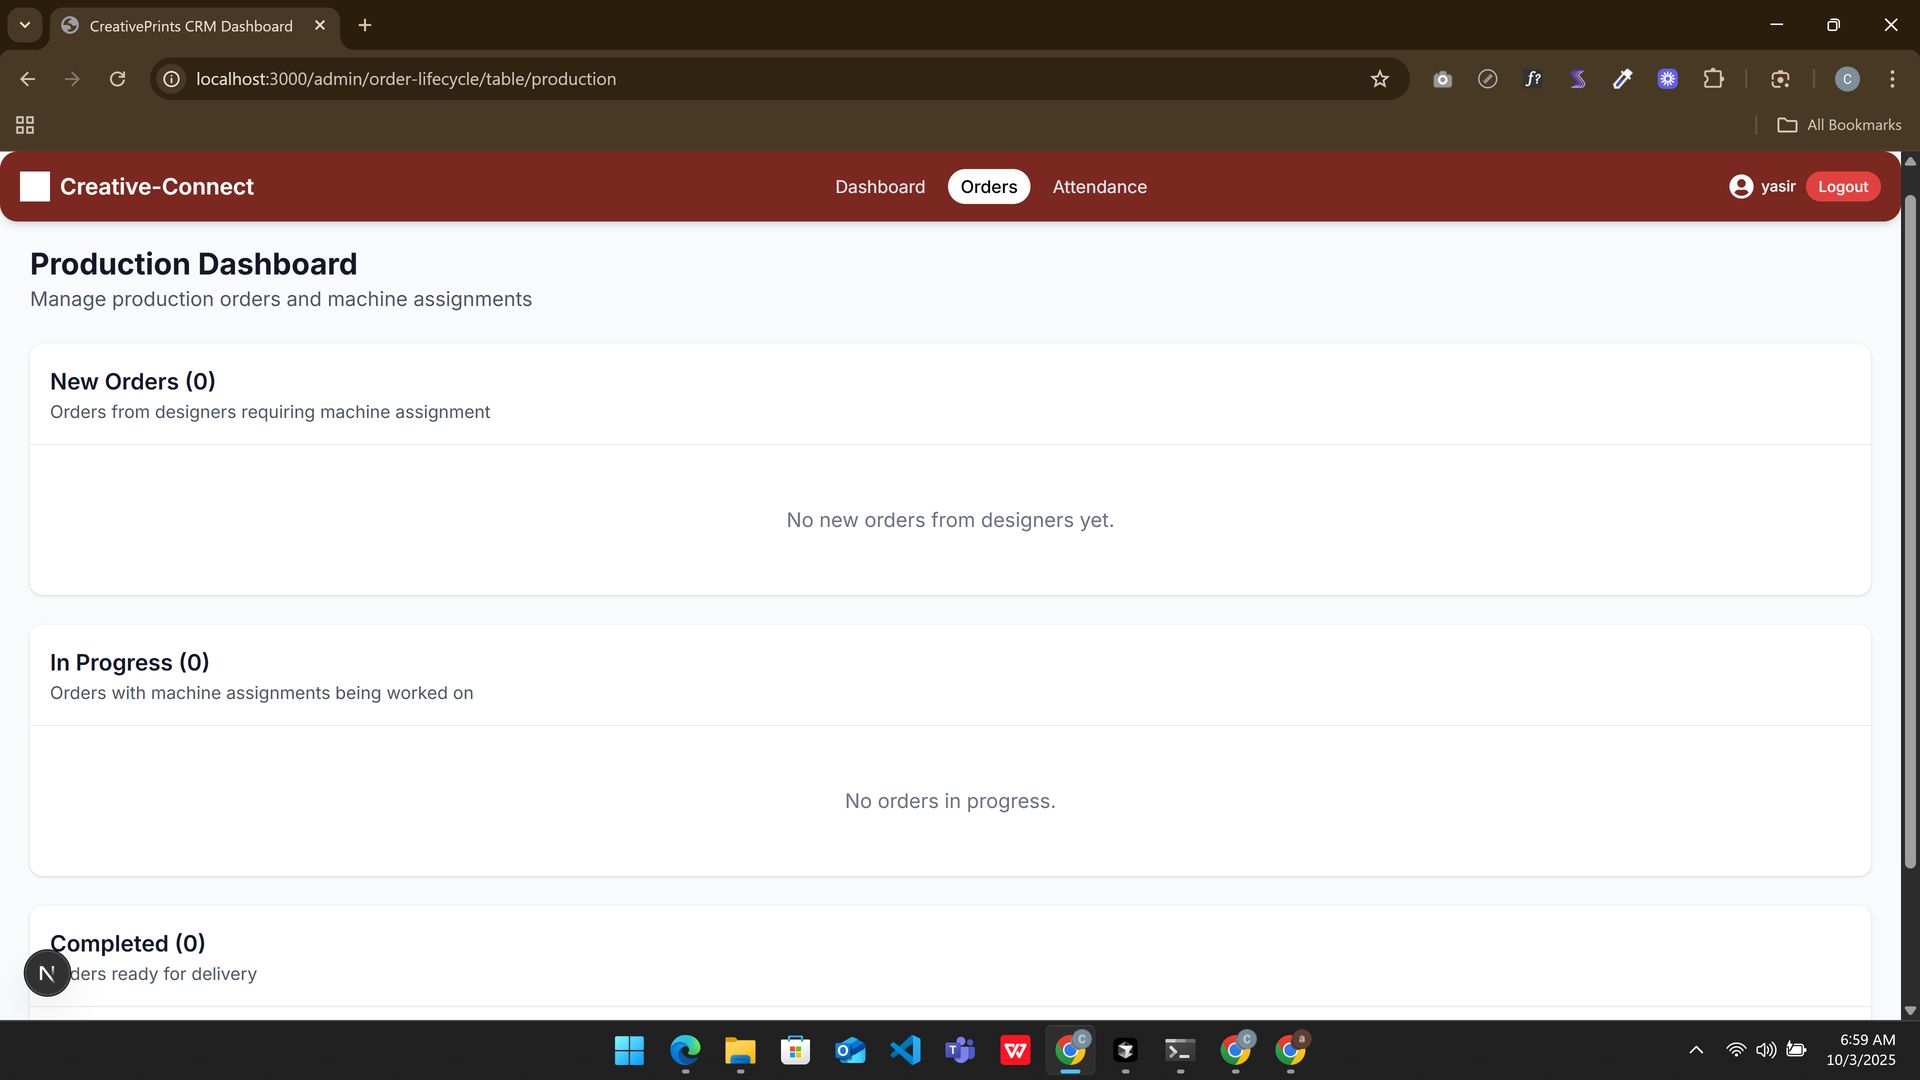 CreativePrints CRM Dashboard
localhost:3000/admin/order-lifecycle/table/production
f?
C
All Bookmarks
Creative-Connect
Dashboard
Orders
Attendance
yasir
Logout
Production Dashboard
Manage production orders and machine assignments
New Orders (0)
Orders from designers requiring machine assignment
No new orders from designers yet.
In Progress (0)
Orders with machine assignments being worked on
No orders in progress.
Completed (0)
N
ders ready for delivery
C
C
a
6:59 AM
10/3/2025